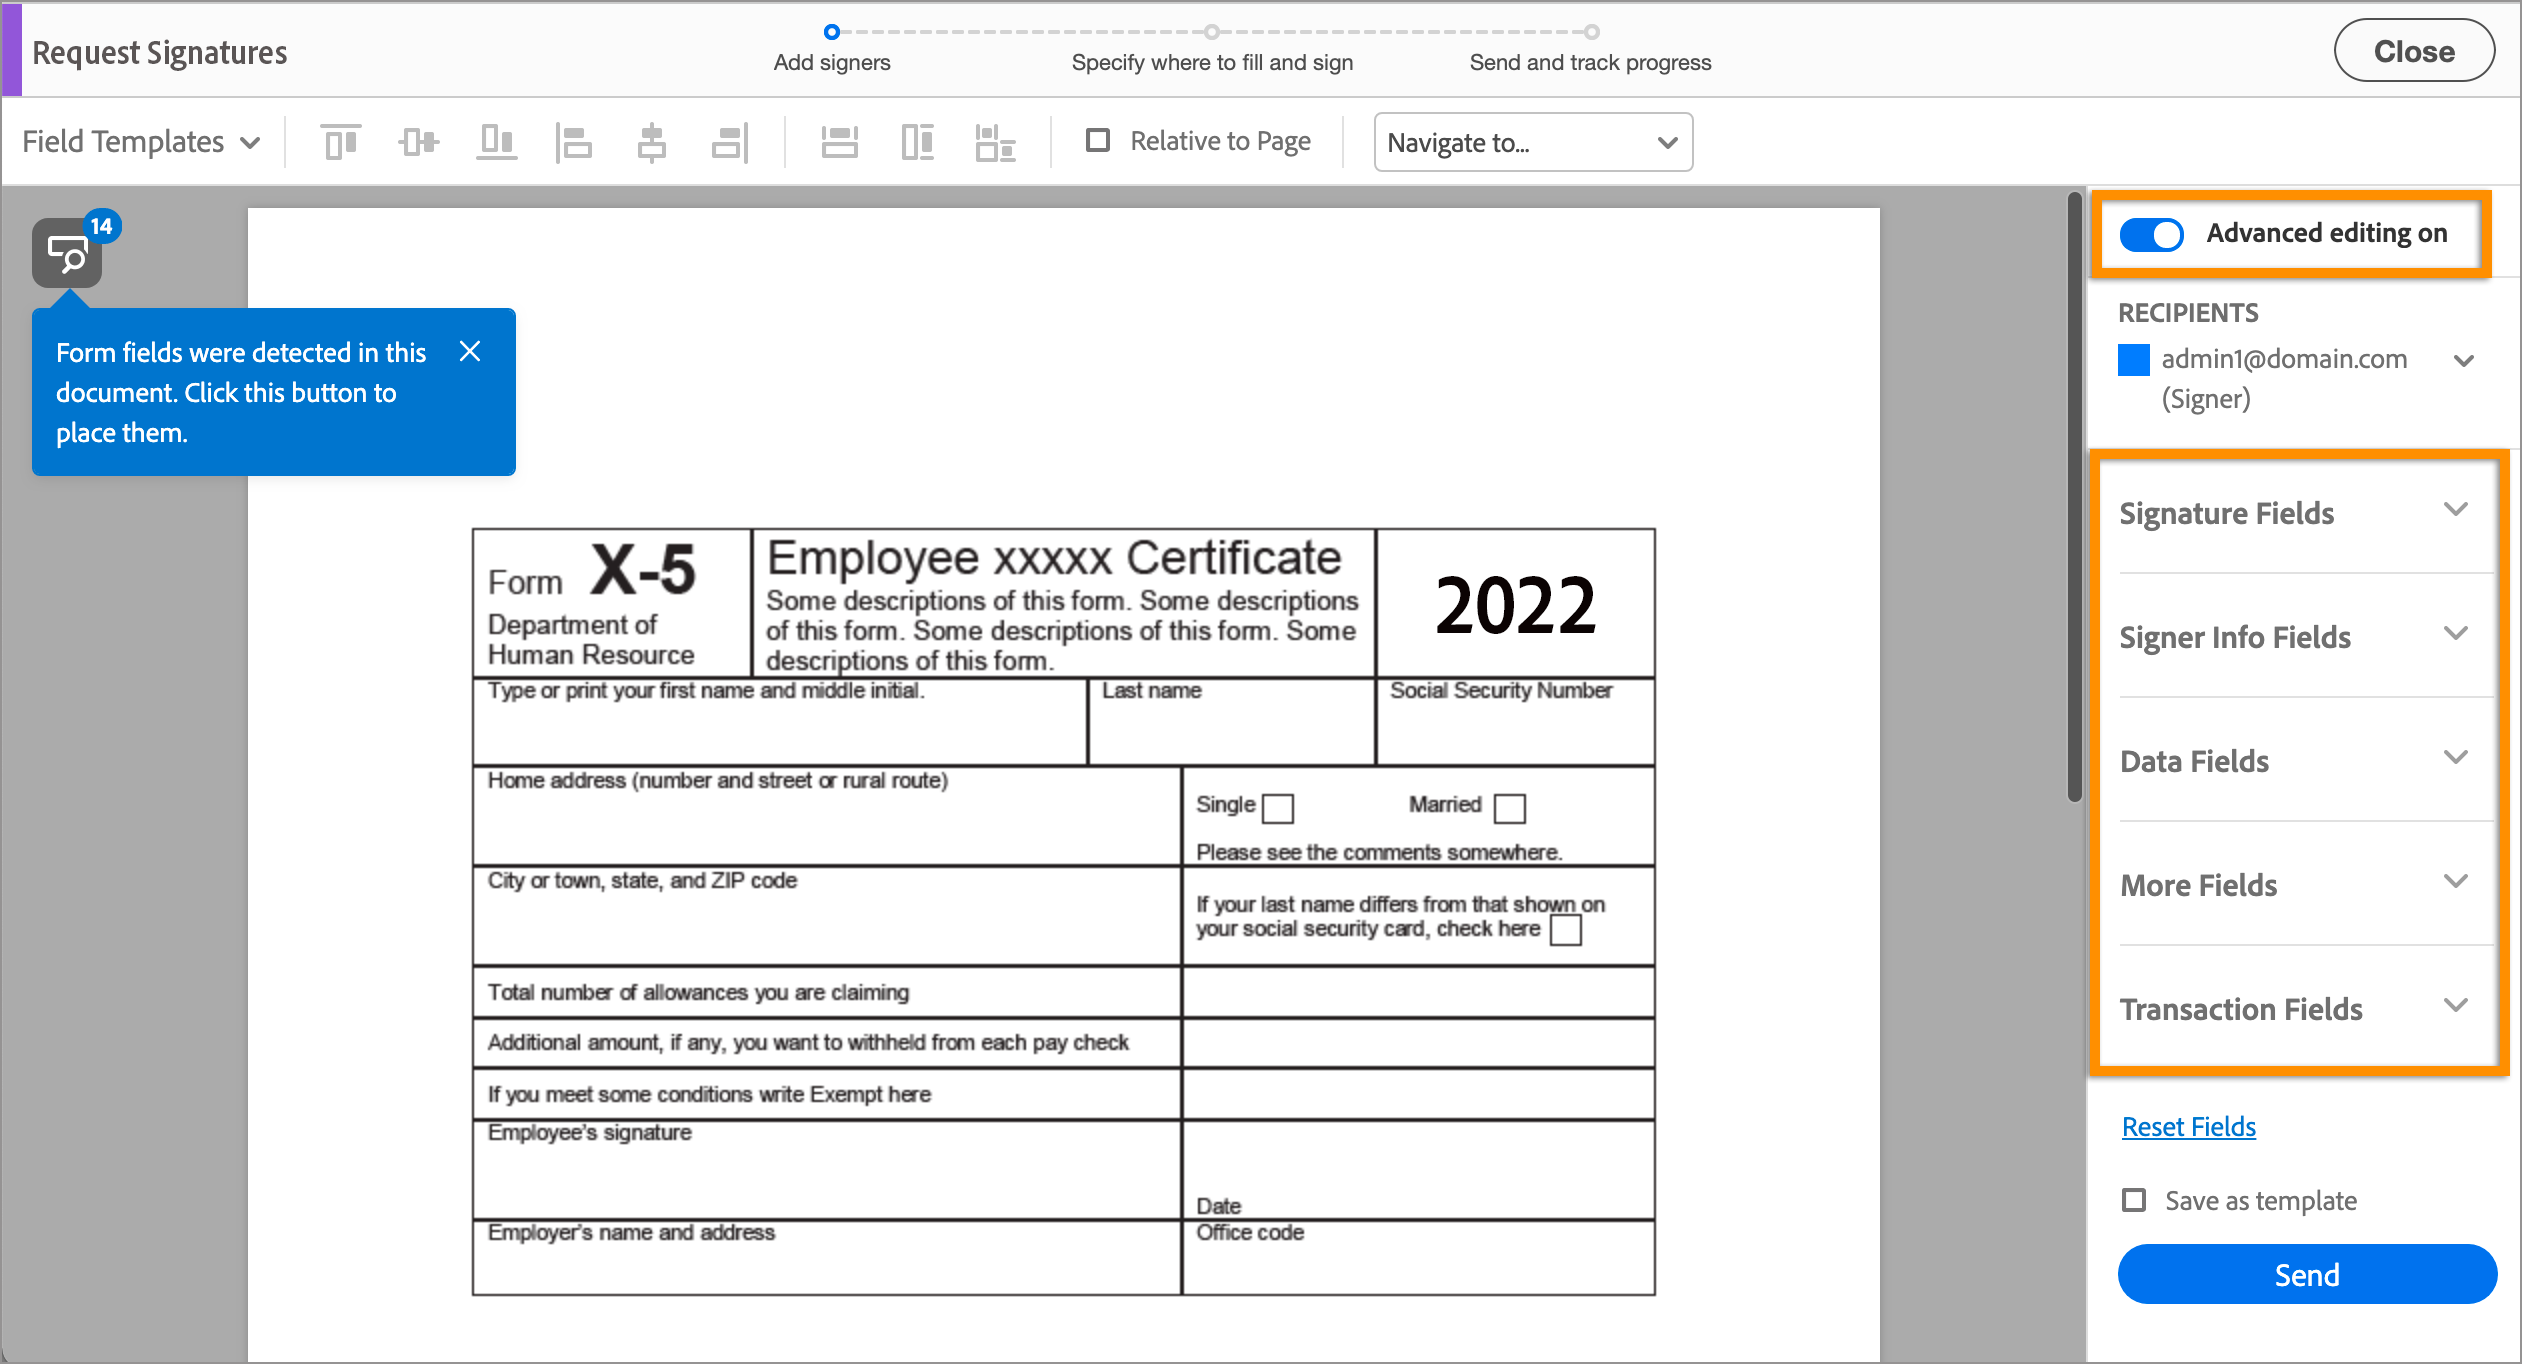 Request Signatures
Add signers
Specify where to fill and sign
Send and track progress
Close
Field Templates
Relative to Page
Navigate to...
14
Form fields were detected in this
document. Click this button to
place them.
Form X-5
Department of
Human Resource
Employee xxxxx Certificate
Some descriptions of this form. Some descriptions
of this form. Some descriptions of this form. Some
descriptions of this form.
2022
Type or print your first name and middle initial.
Last name
Social Security Number
Home address (number and street or rural route)
Single
Married
Please see the comments somewhere.
City or town, state, and ZIP code
If your last name differs from that shown on
your social security card, check here
Total number of allowances you are claiming
Additional amount, if any, you want to withheld from each pay check
If you meet some conditions write Exempt here
Employee's signature
Date
Employer's name and address
Office code
Advanced editing on
RECIPIENTS
admin1@domain.com
(Signer)
Signature Fields
Signer Info Fields
Data Fields
More Fields
Transaction Fields
Reset Fields
Save as template
Send